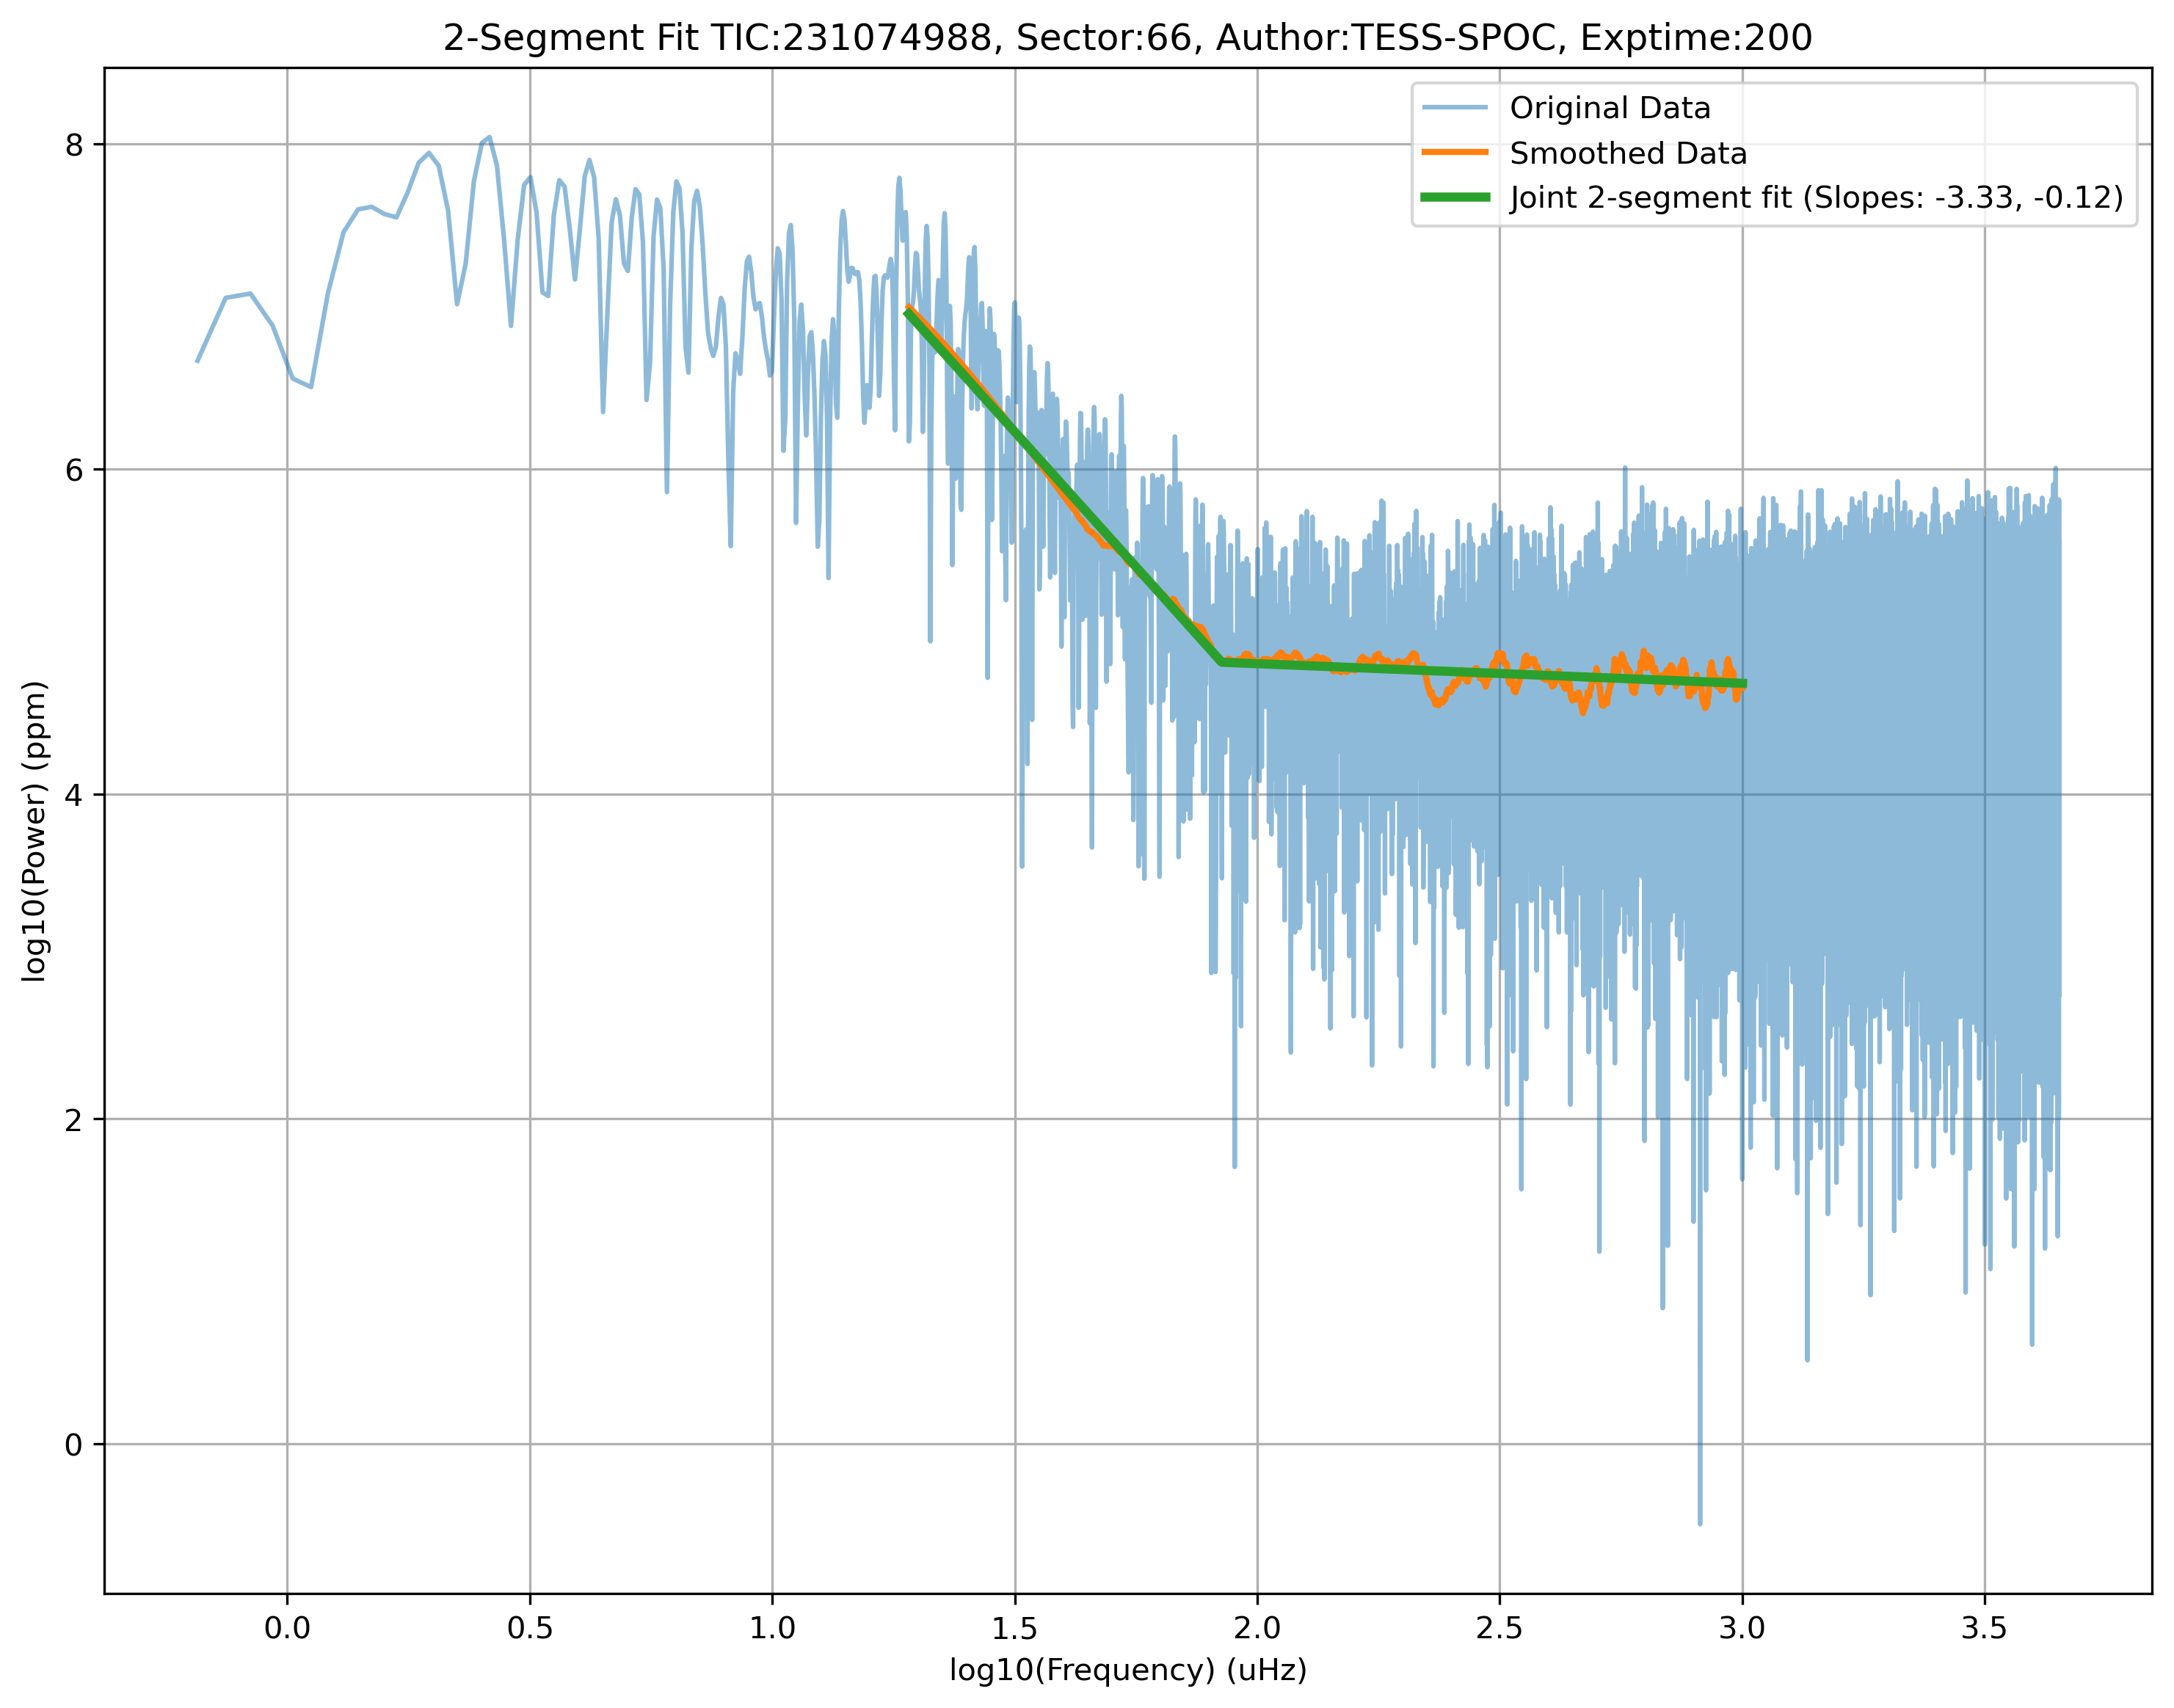 2-Segment Fit TIC:231074988, Sector:66, Author:TESS-SPOC, Exptime:200
Original Data
Smoothed Data
Joint 2-segment fit (Slopes: -3.33, -0.12)
8
6
4
2
0
log10(Power) (ppm)
0.0 0.5 1.0 1.5 2.0 2.5 3.0 3.5
log10(Frequency) (uHz)